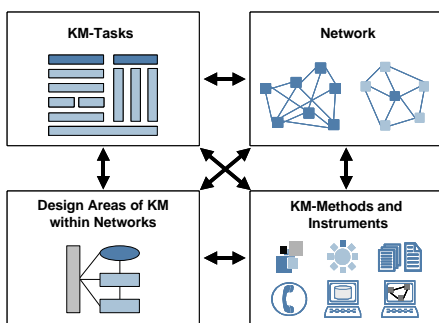 KM-Tasks
Network
Design Areas of KM
within Networks
KM-Methods and
Instruments